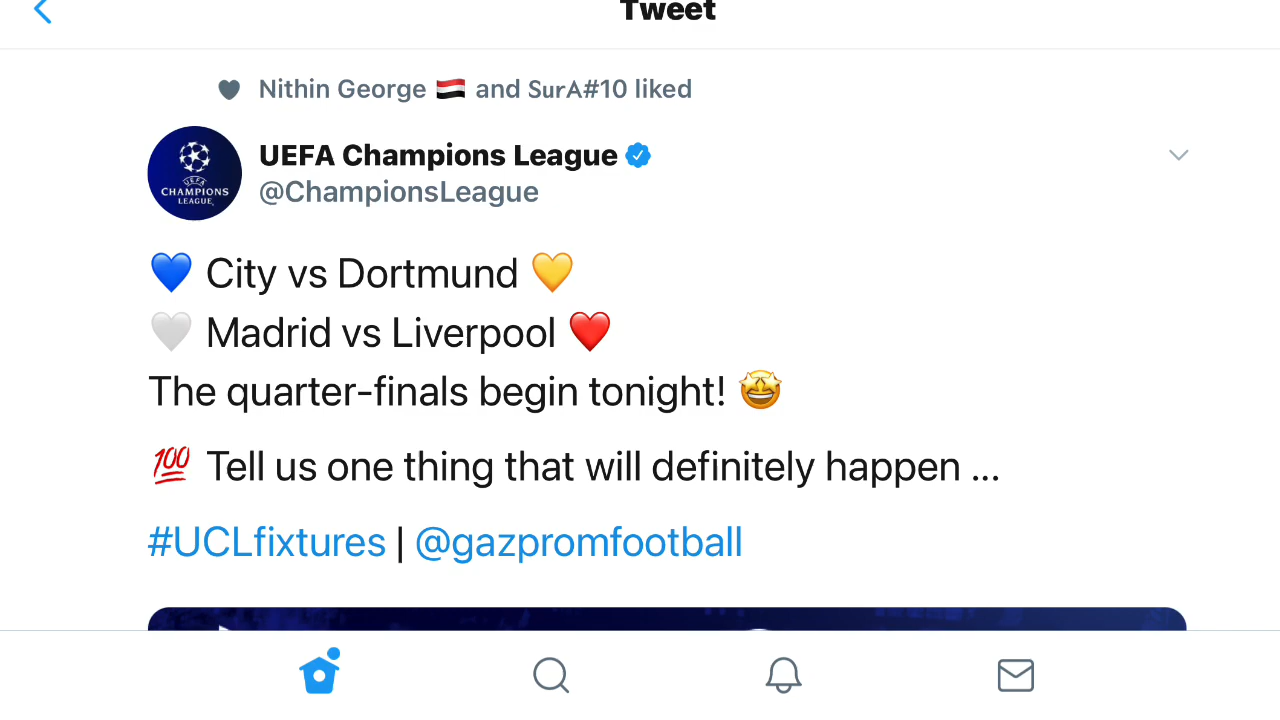 Tweet
Nithin George 🇾🇪 and SurA#10 liked
UEFA
CHAMPIONS
LEAGUE
UEFA Champions League
@ChampionsLeague
💙 City vs Dortmund 💛
🤍 Madrid vs Liverpool ❤️
The quarter-finals begin tonight! 🤩
💯 Tell us one thing that will definitely happen ...
#UCLfixtures | @gazpromfootball